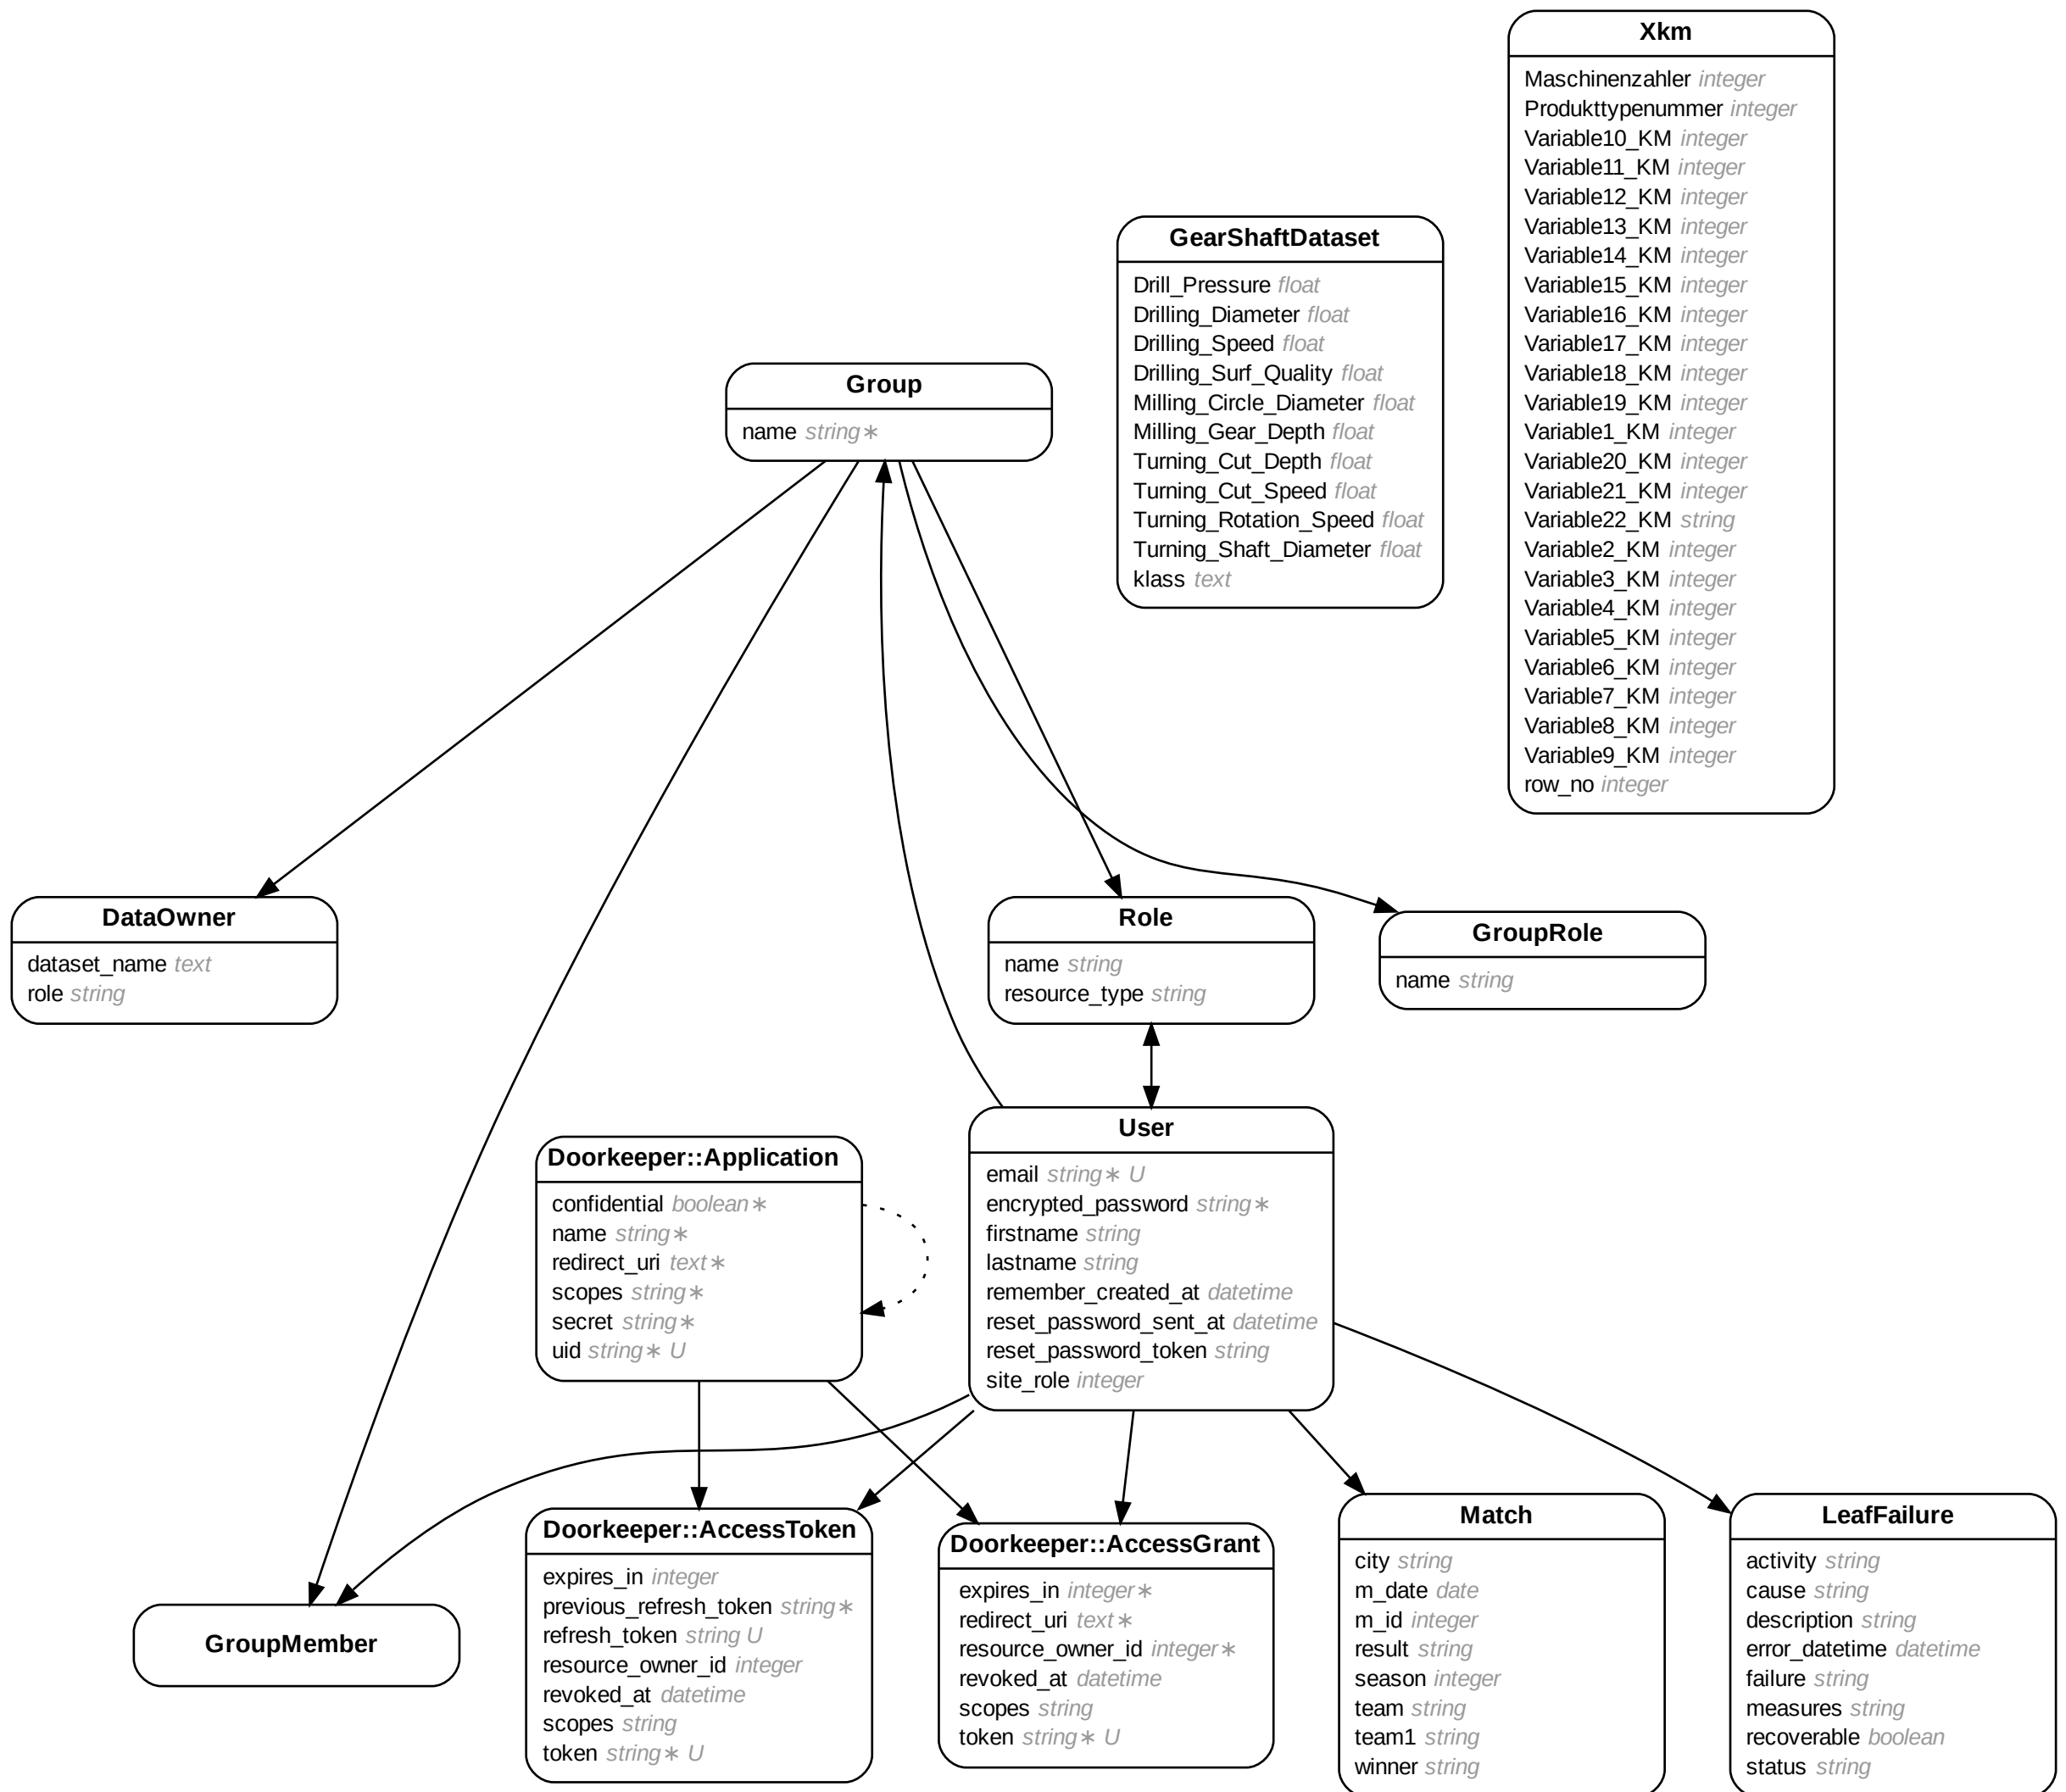 Xkm
Maschinenzahler integer
Produkttypenummer integer
Variable10_KM integer
Variable11_KM integer
Variable12_KM integer
Variable13_KM integer
Variable14_KM integer
Variable15_KM integer
Variable16_KM integer
Variable17_KM integer
Variable18_KM integer
Variable19_KM integer
Variable1_KM integer
Variable20_KM integer
Variable21_KM integer
Variable22_KM string
Variable2_KM integer
Variable3_KM integer
Variable4_KM integer
Variable5_KM integer
Variable6_KM integer
Variable7_KM integer
Variable8_KM integer
Variable9_KM integer
row_no integer
GearShaftDataset
Drill_Pressure float
Drilling_Diameter float
Drilling_Speed float
Drilling_Surf_Quality float
Milling_Circle_Diameter float
Milling_Gear_Depth float
Turning_Cut_Depth float
Turning_Cut_Speed float
Turning_Rotation_Speed float
Turning_Shaft_Diameter float
klass text
Group
name string∗
DataOwner
dataset_name text
role string
Role
name string
resource_type string
GroupRole
name string
User
email string∗ U
encrypted_password string∗
firstname string
lastname string
remember_created_at datetime
reset_password_sent_at datetime
reset_password_token string
site_role integer
Doorkeeper::Application
confidential boolean∗
name string∗
redirect_uri text∗
scopes string∗
secret string∗
uid string∗ U
GroupMember
Doorkeeper::AccessToken
expires_in integer
previous_refresh_token string∗
refresh_token string U
resource_owner_id integer
revoked_at datetime
scopes string
token string∗ U
Doorkeeper::AccessGrant
expires_in integer∗
redirect_uri text∗
resource_owner_id integer∗
revoked_at datetime
scopes string
token string∗ U
Match
city string
m_date date
m_id integer
result string
season integer
team string
team1 string
winner string
LeafFailure
activity string
cause string
description string
error_datetime datetime
failure string
measures string
recoverable boolean
status string